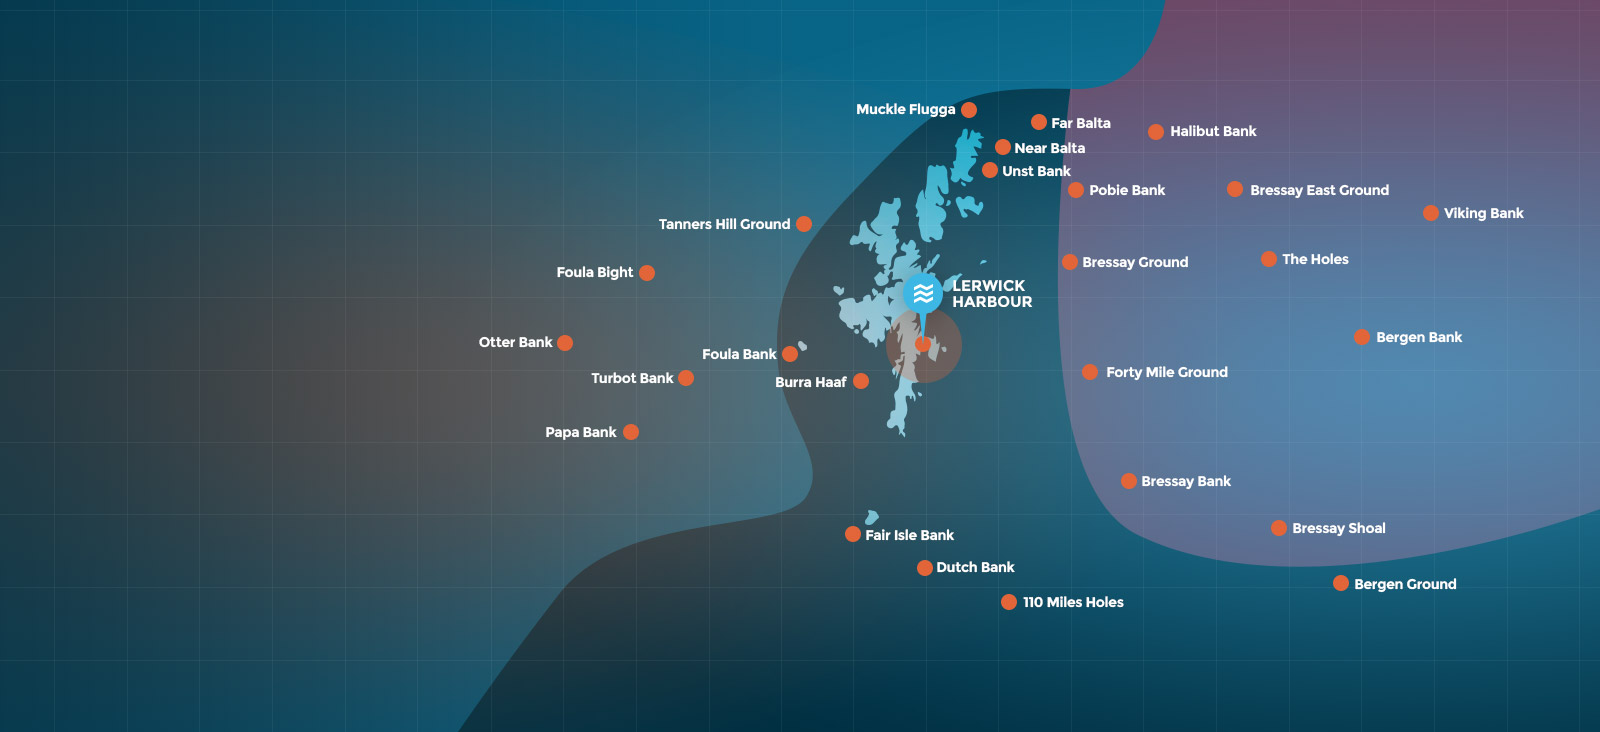 Muckle Flugga
Far Balta
Halibut Bank
Near Balta
Unst Bank
Pobie Bank
Bressay East Ground
Viking Bank
Tanners Hill Ground
Bressay Ground
The Holes
Foula Bight
LERWICK
HARBOUR
Bergen Bank
Otter Bank
Foula Bank
Forty Mile Ground
Turbot Bank
Burra Haaf
Papa Bank
Bressay Bank
Bressay Shoal
Fair Isle Bank
Dutch Bank
Bergen Ground
110 Miles Holes